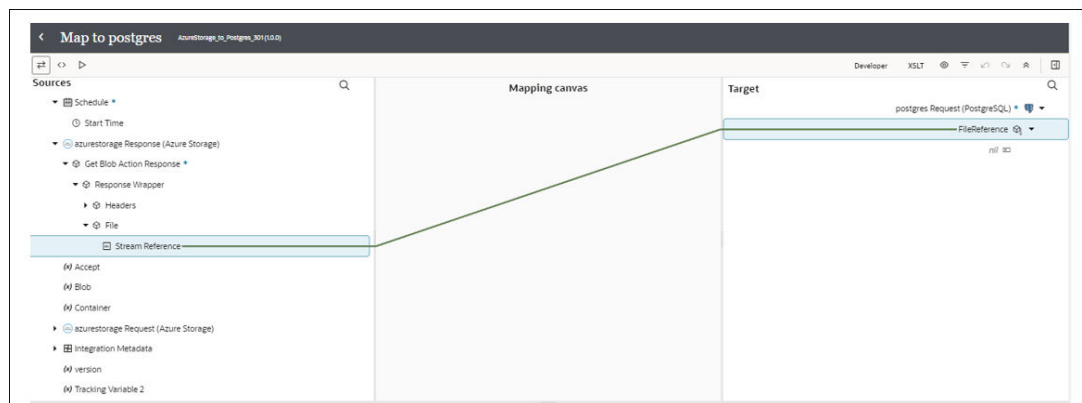 Map to postgres AzureStorage_to_Postgres_301(1.0.0)
Developer XSLT
Sources
Mapping canvas
Target
Schedule
Start Time
azurestorage Response (Azure Storage)
Get Blob Action Response
Response Wrapper
Headers
File
Stream Reference
Accept
Blob
Container
azurestorage Request (Azure Storage)
Integration Metadata
version
Tracking Variable 2
postgres Request (PostgreSQL)
FileReference
nil